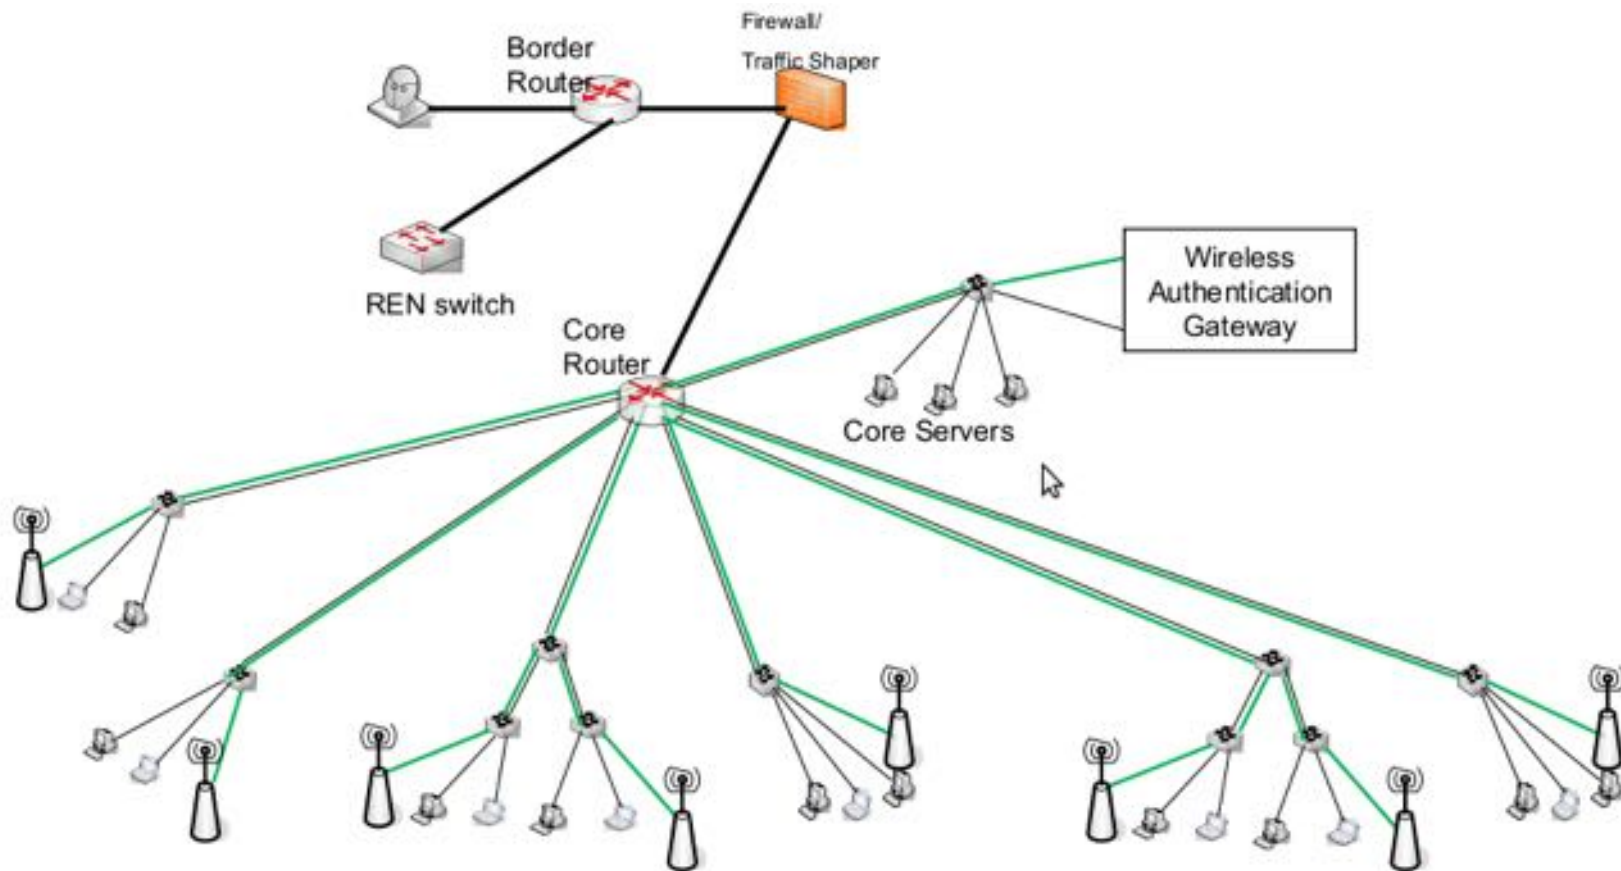 Firewall/
Traffic Shaper
Border
Router
REN switch
Core
Router
Wireless
Authentication
Gateway
Core Servers